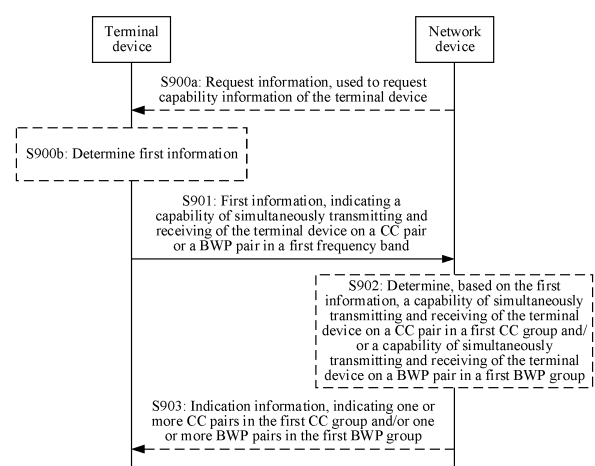 Terminal
device
Network
device
S900a: Request information, used to request
capability information of the terminal device
S900b: Determine first information
S901: First information, indicating a
capability of simultaneously transmitting and
receiving of the terminal device on a CC pair
or a BWP pair in a first frequency band
S902: Determine, based on the first
information, a capability of simultaneously
transmitting and receiving of the terminal
device on a CC pair in a first CC group and/
or a capability of simultaneously
transmitting and receiving of the terminal
device on a BWP pair in a first BWP group
S903: Indication information, indicating one or
more CC pairs in the first CC group and/or one
or more BWP pairs in the first BWP group